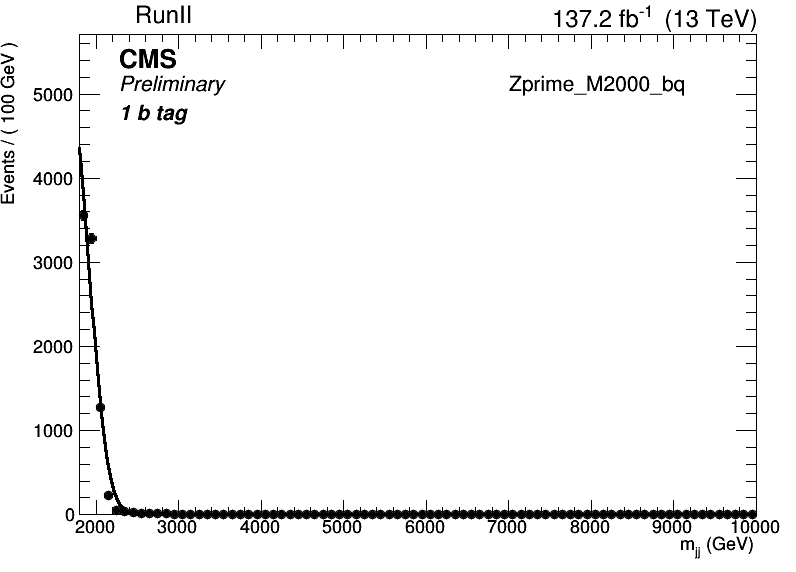 RunII
137.2 fb-1 (13 TeV)
Events / ( 100 GeV )
CMS
Preliminary
1 b tag
Zprime_M2000_bq
5000
4000
3000
2000
1000
0
2000 3000 4000 5000 6000 7000 8000 9000 10000
mjj (GeV)